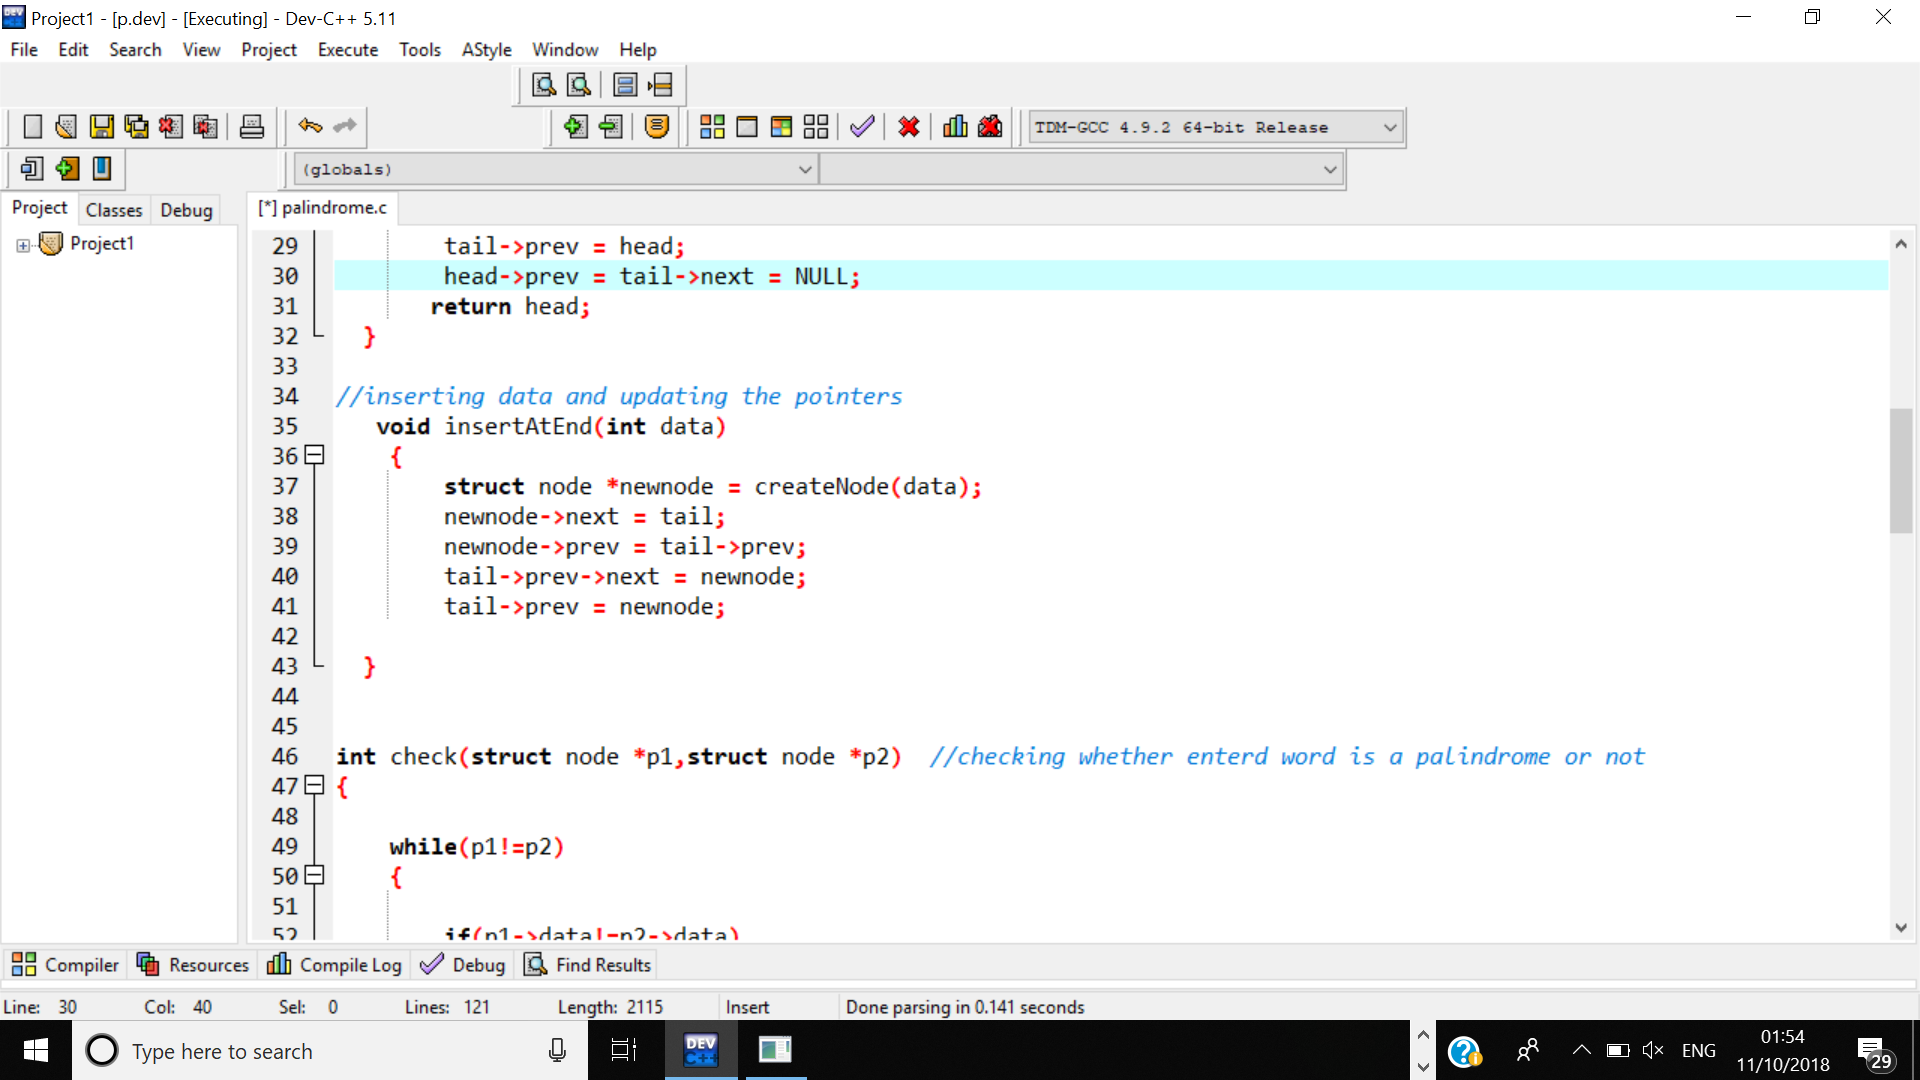 Project1 - [p.dev] - [Executing] - Dev-C++ 5.11
File Edit Search View Project Execute Tools AStyle Window Help
TDM-GCC 4.9.2 64-bit Release
(globals)
Project Classes Debug [*] palindrome.c
Project1
29 tail->prev = head;
30 head->prev = tail->next = NULL;
31 return head;
32 }
33
34 //inserting data and updating the pointers
35 void insertAtEnd(int data)
36 {
37 struct node *newnode = createNode(data);
38 newnode->next = tail;
39 newnode->prev = tail->prev;
40 tail->prev->next = newnode;
41 tail->prev = newnode;
42
43 }
44
45
46 int check(struct node *p1,struct node *p2) //checking whether enterd word is a palindrome or not
47 {
48
49 while(p1!=p2)
50 {
51
52 if(p1->data!=p2->data)
Compiler Resources Compile Log Debug Find Results
Line: 30 Col: 40 Sel: 0 Lines: 121 Length: 2115 Insert Done parsing in 0.141 seconds
Type here to search
DEV C++
ENG
01:54
11/10/2018
29